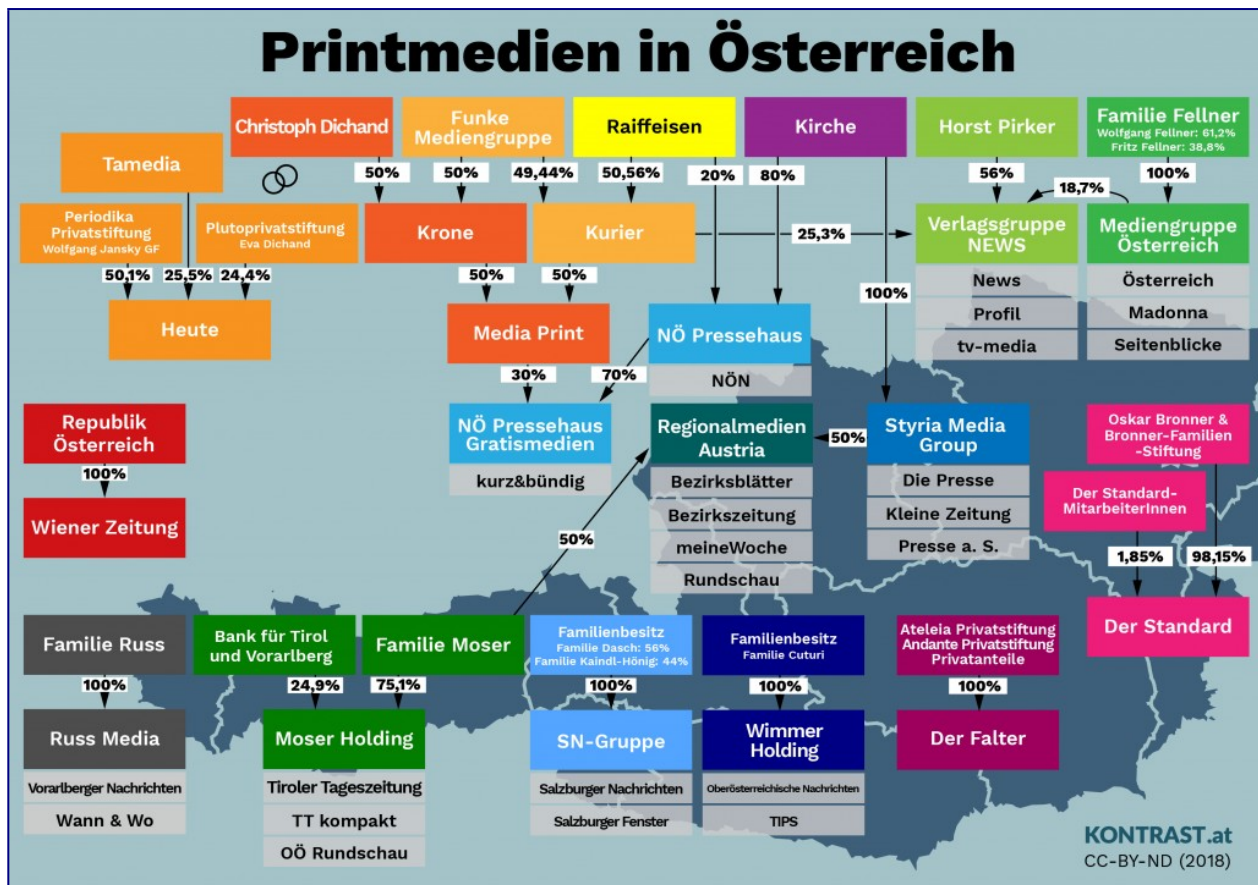 Printmedien in Österreich
Christoph Dichand
Funke
Mediengruppe
Raiffeisen
Kirche
Horst Pirker
Familie Fellner
Wolfgang Fellner: 61,2%
Fritz Fellner: 38,8%
Tamedia
50%
50%
49,44%
50,56%
20%
80%
56%
18,7%
100%
Periodika
Privatstiftung
Wolfgang Jansky GF
Plutoprivatstiftung
Eva Dichand
Krone
Kurier
25,3%
Verlagsgruppe
NEWS
Mediengruppe
Österreich
50,1%
25,5%
24,4%
50%
50%
100%
News
Profil
tv-media
Österreich
Madonna
Seitenblicke
Heute
Media Print
NÖ Pressehaus
NÖN
30%
70%
Republik
Österreich
100%
Wiener Zeitung
NÖ Pressehaus
Gratismedien
kurz&bündig
Regionalmedien
Austria
Bezirksblätter
Bezirkszeitung
meineWoche
Rundschau
50%
Styria Media
Group
Die Presse
Kleine Zeitung
Presse a. S.
Oskar Bronner &
Bronner-Familien
-Stiftung
Der Standard-
MitarbeiterInnen
1,85%
98,15%
Der Standard
50%
Familie Russ
100%
Russ Media
Vorarlberger Nachrichten
Wann & Wo
Bank für Tirol
und Vorarlberg
Familie Moser
24,9%
75,1%
Moser Holding
Tiroler Tageszeitung
TT kompakt
OÖ Rundschau
Familienbesitz
Familie Dasch: 56%
Familie Kaindl-Hönig: 44%
100%
SN-Gruppe
Salzburger Nachrichten
Salzburger Fenster
Familienbesitz
Familie Cuturi
100%
Wimmer
Holding
Oberösterreichische Nachrichten
TIPS
Ateleia Privatstiftung
Andante Privatstiftung
Privatanteile
100%
Der Falter
KONTRAST.at
CC-BY-ND (2018)